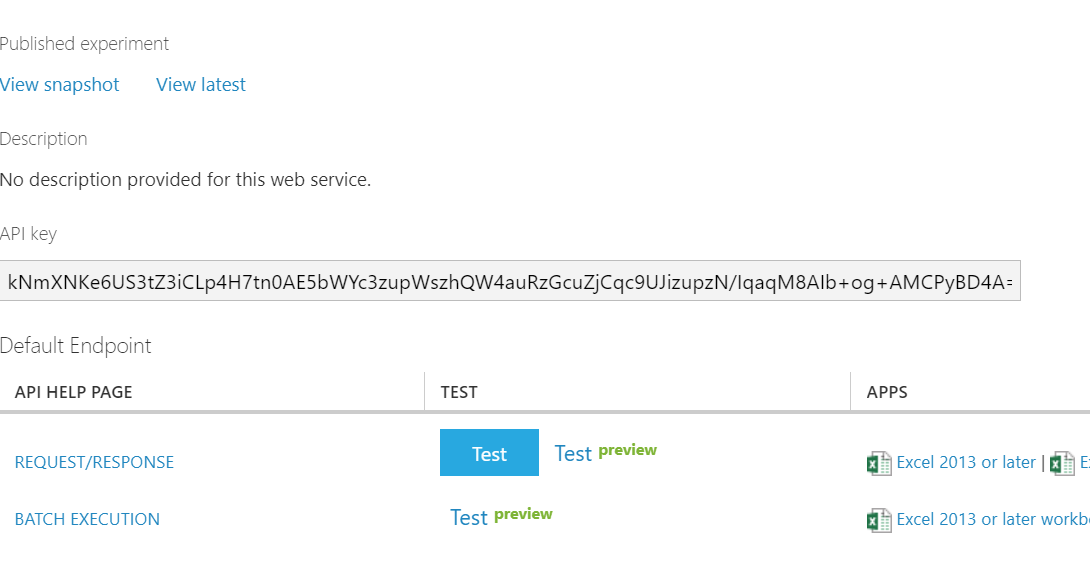 Published experiment
View snapshot View latest
Description
No description provided for this web service.
API key
kNmXNKe6US3tZ3iCLp4H7tn0AE5bWYc3zupWszhQW4auRzGcuZjCqc9UJizupzN/IqaqM8AIb+og+AMCPyBD4A=
Default Endpoint
API HELP PAGE TEST APPS
REQUEST/RESPONSE Test Test preview Excel 2013 or later |
BATCH EXECUTION Test preview Excel 2013 or later